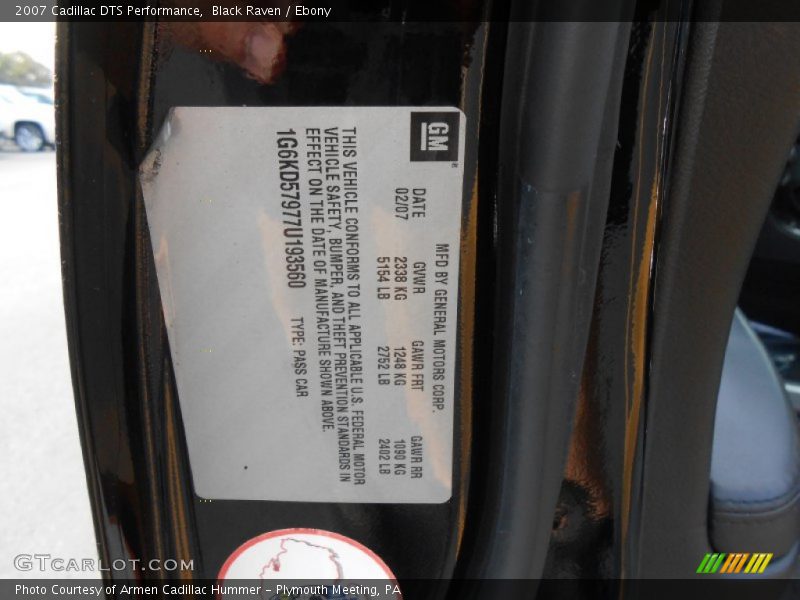 2007 Cadillac DTS Performance, Black Raven / Ebony
GM
MFD BY GENERAL MOTORS CORP.
DATE GVWR GAWR FRT GAWR RR
02/07 2338 KG 1248 KG 1090 KG
5154 LB 2752 LB 2402 LB
THIS VEHICLE CONFORMS TO ALL APPLICABLE U.S. FEDERAL MOTOR
VEHICLE SAFETY, BUMPER, AND THEFT PREVENTION STANDARDS IN
EFFECT ON THE DATE OF MANUFACTURE SHOWN ABOVE.
1G6KD57977U193560 TYPE: PASS CAR
GTCarLot.com
Photo Courtesy of Armen Cadillac Hummer - Plymouth Meeting, PA